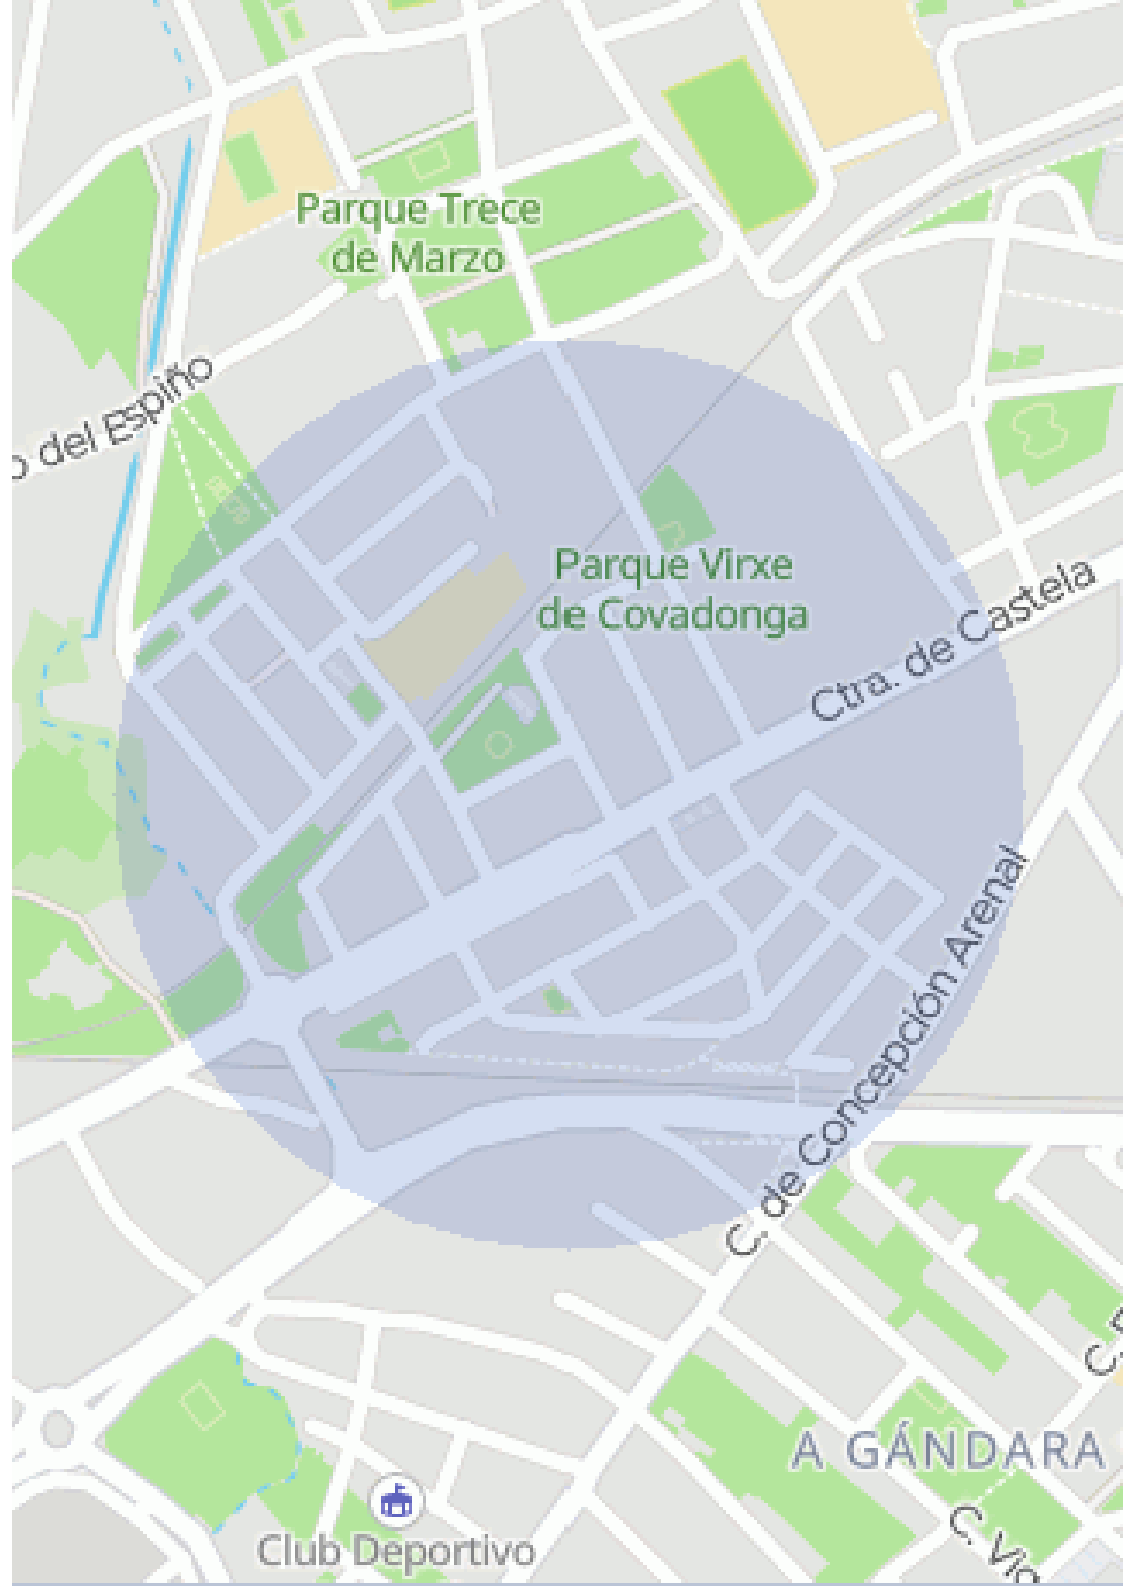 Parque Trece
de Marzo
o del Espiño
Parque Virxe
de Covadonga
Ctra. de Castela
C. de Concepción Arenal
A GÁNDARA
Club Deportivo